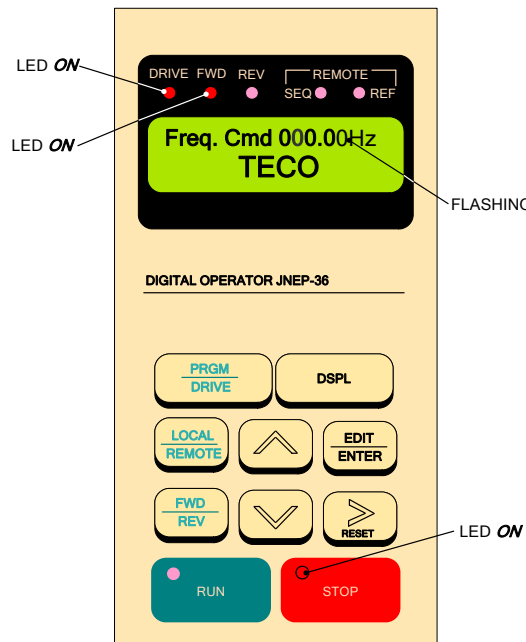 LED ON
DRIVE FWD REV REMOTE
SEQ REF
LED ON
Freq. Cmd 000.00Hz
TECO
FLASHING
DIGITAL OPERATOR JNEP-36
PRGM
DRIVE
DSPL
LOCAL
REMOTE
EDIT
ENTER
FWD
REV
RESET
LED ON
RUN
STOP